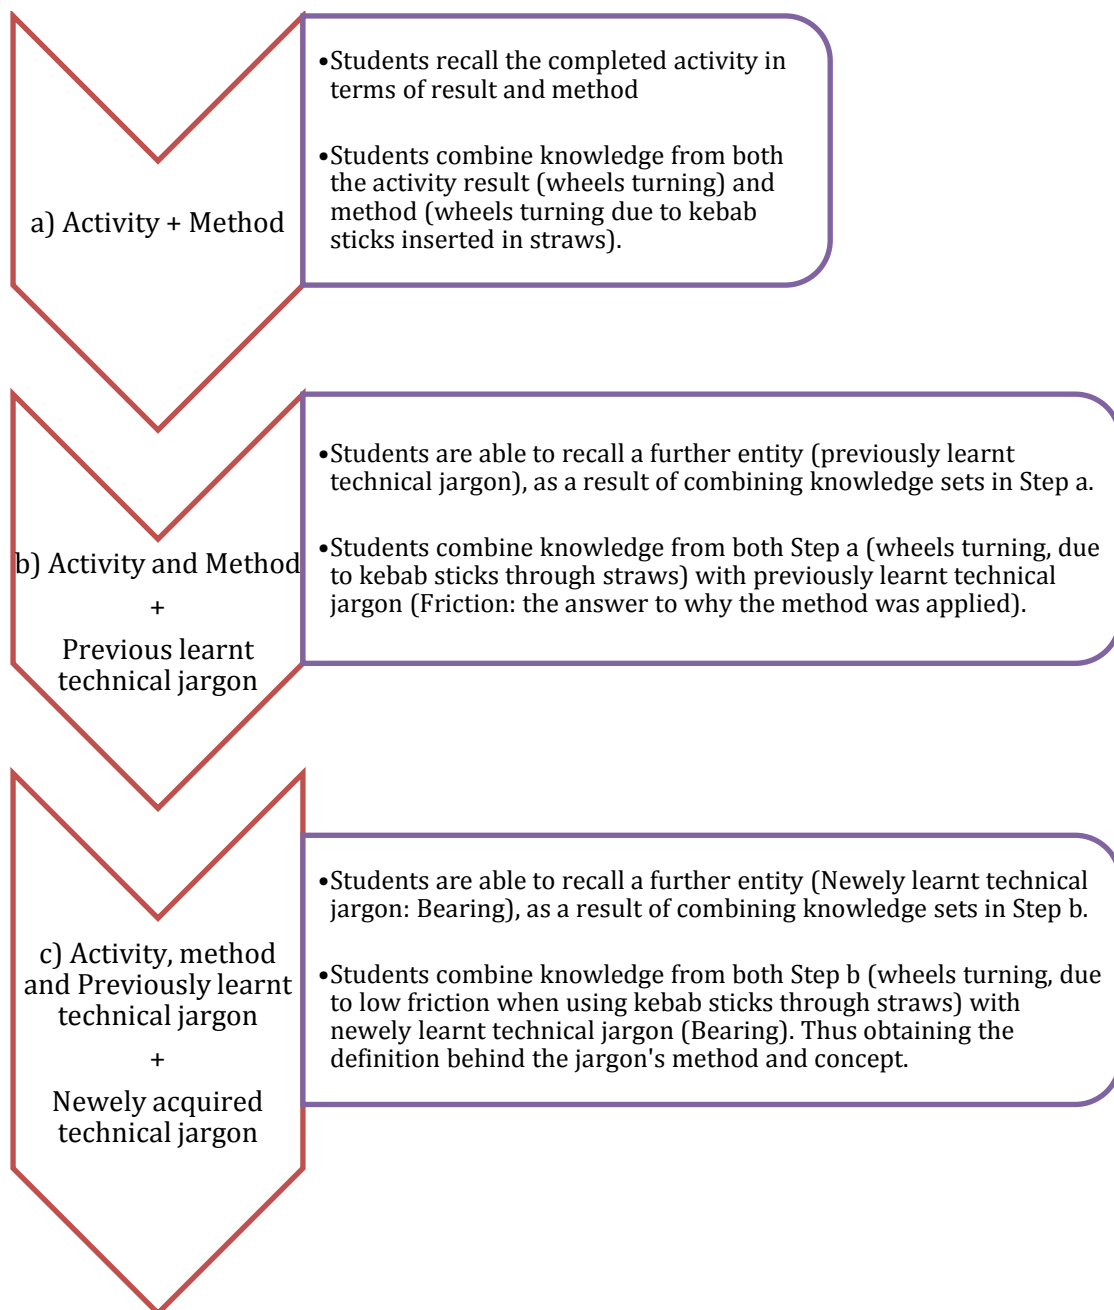 a) Activity + Method
•Students recall the completed activity in
terms of result and method
•Students combine knowledge from both
the activity result (wheels turning) and
method (wheels turning due to kebab
sticks inserted in straws).
b) Activity and Method
+
Previous learnt
technical jargon
•Students are able to recall a further entity (previously learnt
technical jargon), as a result of combining knowledge sets in Step a.
•Students combine knowledge from both Step a (wheels turning, due
to kebab sticks through straws) with previously learnt technical
jargon (Friction: the answer to why the method was applied).
c) Activity, method
and Previously learnt
technical jargon
+
Newely acquired
technical jargon
•Students are able to recall a further entity (Newely learnt technical
jargon: Bearing), as a result of combining knowledge sets in Step b.
•Students combine knowledge from both Step b (wheels turning, due
to low friction when using kebab sticks through straws) with
newely learnt technical jargon (Bearing). Thus obtaining the
definition behind the jargon's method and concept.